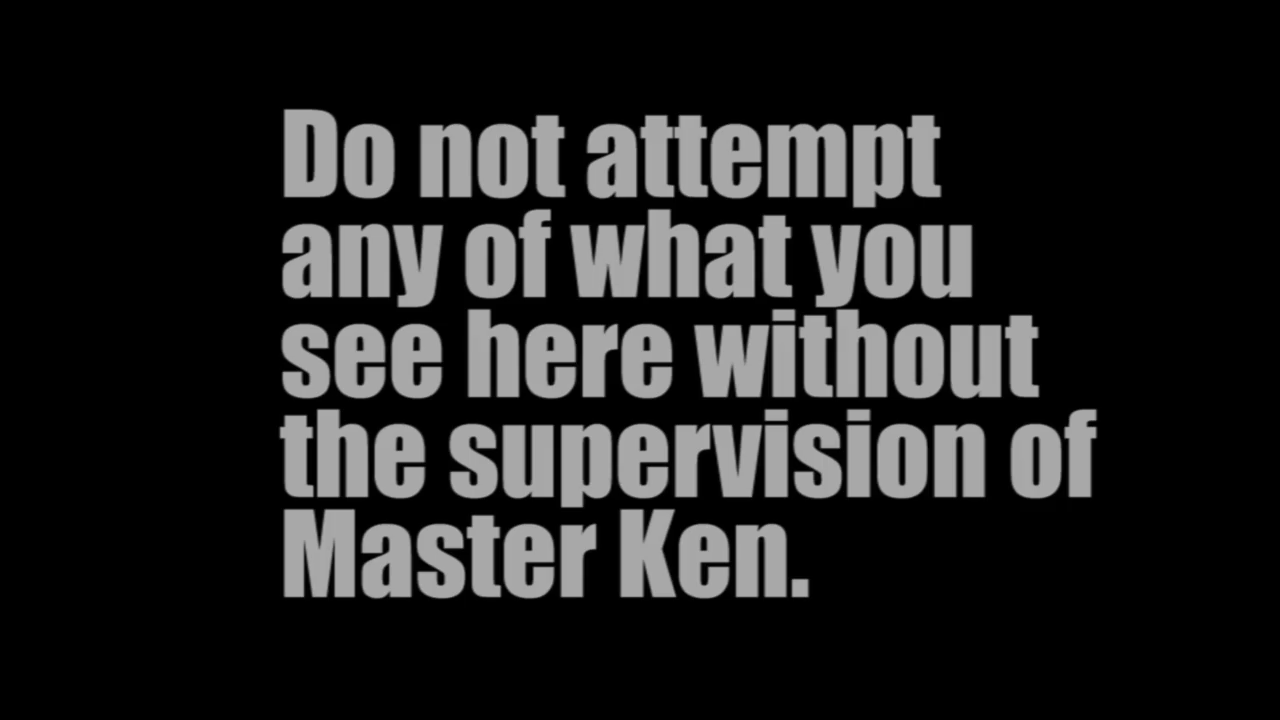 Do not attempt
any of what you
see here without
the supervision of
Master Ken.